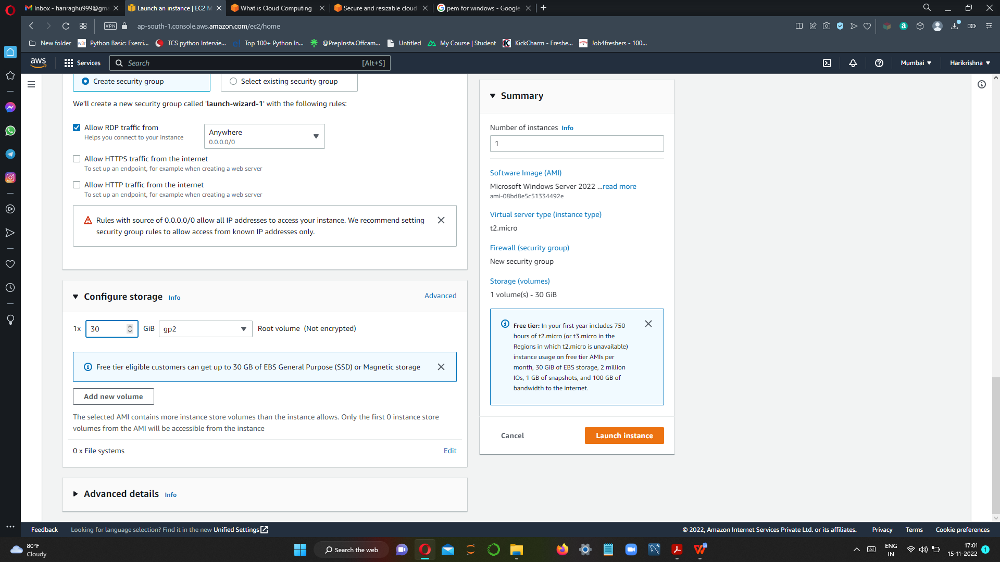 Inbox - hariraghu999@gm
Launch an instance | EC2 M
What is Cloud Computing
Secure and resizable cloud
pem for windows - Google
VPN
ap-south-1.console.aws.amazon.com/ec2/home
New folder
Python Basic: Exerci...
TCS python Intervie...
Top 100+ Python In...
@PrepInsta.Offcam...
Untitled
My Course | Student
KickCharm - Freshe...
Job4freshers - 100...
aws
Services
Search
[Alt+S]
Mumbai
Harikrishna
Create security group
Select existing security group
We'll create a new security group called 'launch-wizard-1' with the following rules:
Allow RDP traffic from
Helps you connect to your instance
Anywhere
0.0.0.0/0
Allow HTTPS traffic from the internet
To set up an endpoint, for example when creating a web server
Allow HTTP traffic from the internet
To set up an endpoint, for example when creating a web server
Rules with source of 0.0.0.0/0 allow all IP addresses to access your instance. We recommend setting
security group rules to allow access from known IP addresses only.
Configure storage Info
Advanced
1x 30 GiB gp2 Root volume (Not encrypted)
Free tier eligible customers can get up to 30 GB of EBS General Purpose (SSD) or Magnetic storage
Add new volume
The selected AMI contains more instance store volumes than the instance allows. Only the first 0 instance store
volumes from the AMI will be accessible from the instance
0 x File systems
Edit
Advanced details Info
Summary
Number of instances Info
1
Software Image (AMI)
Microsoft Windows Server 2022 ...read more
ami-08bd8e5c51334492e
Virtual server type (instance type)
t2.micro
Firewall (security group)
New security group
Storage (volumes)
1 volume(s) - 30 GiB
Free tier: In your first year includes 750
hours of t2.micro (or t3.micro in the
Regions in which t2.micro is unavailable)
instance usage on free tier AMIs per
month, 30 GiB of EBS storage, 2 million
IOs, 1 GB of snapshots, and 100 GB of
bandwidth to the internet.
Cancel
Launch instance
Feedback
Looking for language selection? Find it in the new Unified Settings
© 2022, Amazon Internet Services Private Ltd. or its affiliates.
Privacy
Terms
Cookie preferences
80°F
Cloudy
Search the web
ENG
IN
17:01
15-11-2022
1